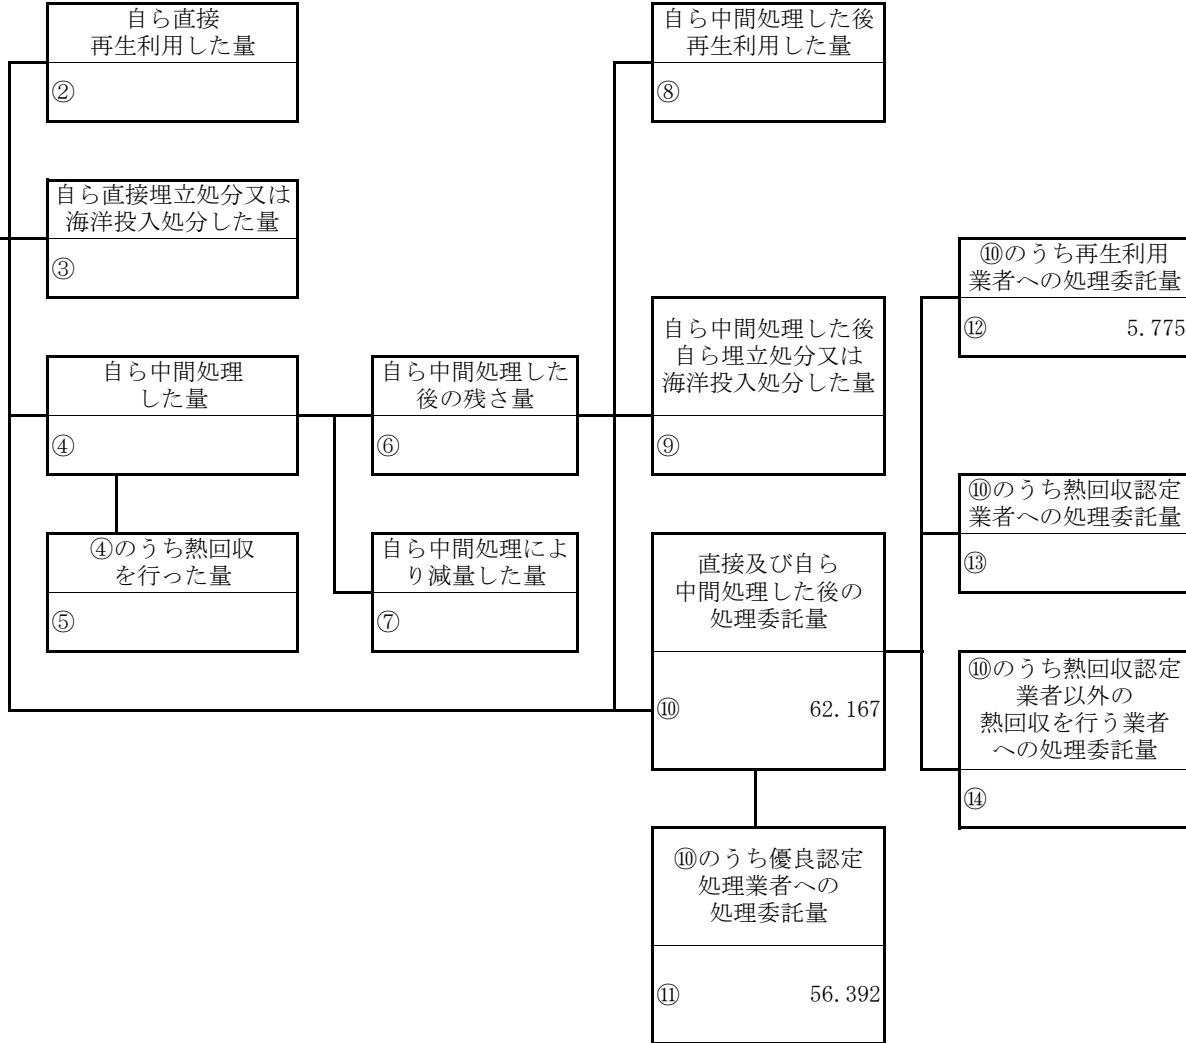 自ら直接
再生利用した量
②
自ら直接埋立処分又は
海洋投入処分した量
③
自ら中間処理
した量
④
④のうち熱回収
を行った量
⑤
自ら中間処理した
後の残さ量
⑥
自ら中間処理によ
り減量した量
⑦
自ら中間処理した後
再生利用した量
⑧
自ら中間処理した後
自ら埋立処分又は
海洋投入処分した量
⑨
直接及び自ら
中間処理した後の
処理委託量
⑩ 62.167
⑩のうち優良認定
処理業者への
処理委託量
⑪ 56.392
⑩のうち再生利用
業者への処理委託量
⑫ 5.775
⑩のうち熱回収認定
業者への処理委託量
⑬
⑩のうち熱回収認定
業者以外の
熱回収を行う業者
への処理委託量
⑭